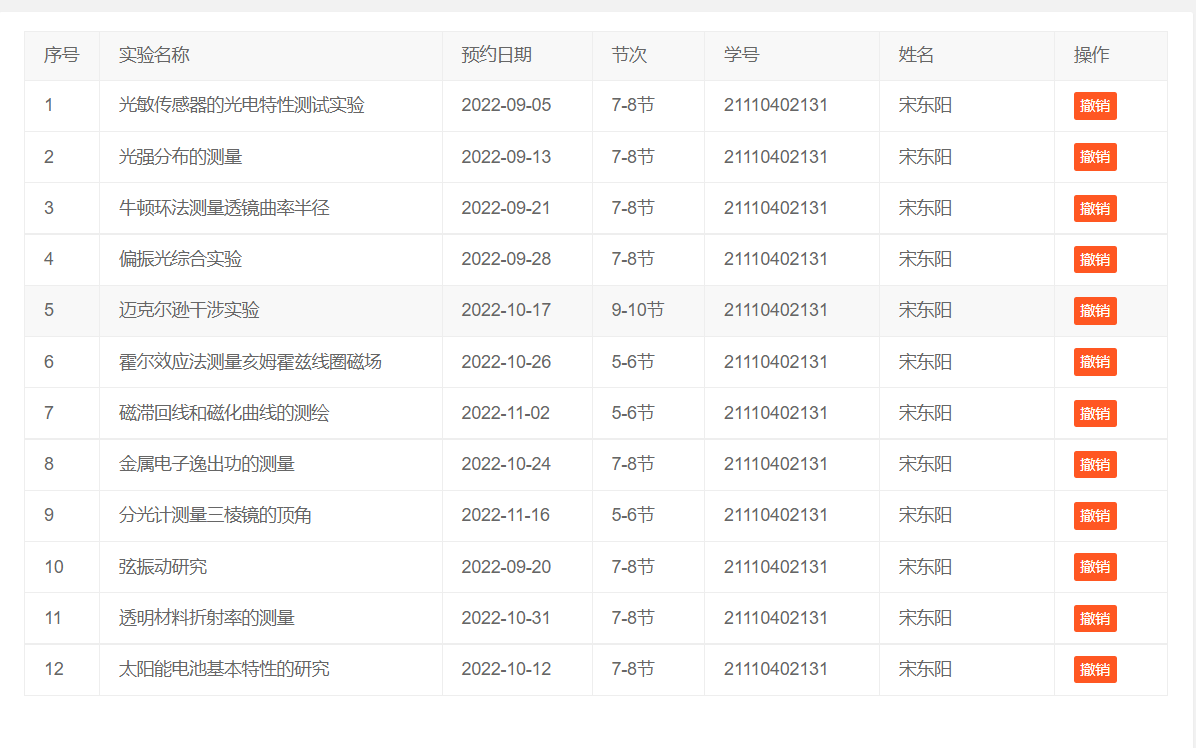 序号 实验名称 预约日期 节次 学号 姓名 操作
1 光敏传感器的光电特性测试实验 2022-09-05 7-8节 21110402131 宋东阳 撤销
2 光强分布的测量 2022-09-13 7-8节 21110402131 宋东阳 撤销
3 牛顿环法测量透镜曲率半径 2022-09-21 7-8节 21110402131 宋东阳 撤销
4 偏振光综合实验 2022-09-28 7-8节 21110402131 宋东阳 撤销
5 迈克尔逊干涉实验 2022-10-17 9-10节 21110402131 宋东阳 撤销
6 霍尔效应法测量亥姆霍兹线圈磁场 2022-10-26 5-6节 21110402131 宋东阳 撤销
7 磁滞回线和磁化曲线的测绘 2022-11-02 5-6节 21110402131 宋东阳 撤销
8 金属电子逸出功的测量 2022-10-24 7-8节 21110402131 宋东阳 撤销
9 分光计测量三棱镜的顶角 2022-11-16 5-6节 21110402131 宋东阳 撤销
10 弦振动研究 2022-09-20 7-8节 21110402131 宋东阳 撤销
11 透明材料折射率的测量 2022-10-31 7-8节 21110402131 宋东阳 撤销
12 太阳能电池基本特性的研究 2022-10-12 7-8节 21110402131 宋东阳 撤销